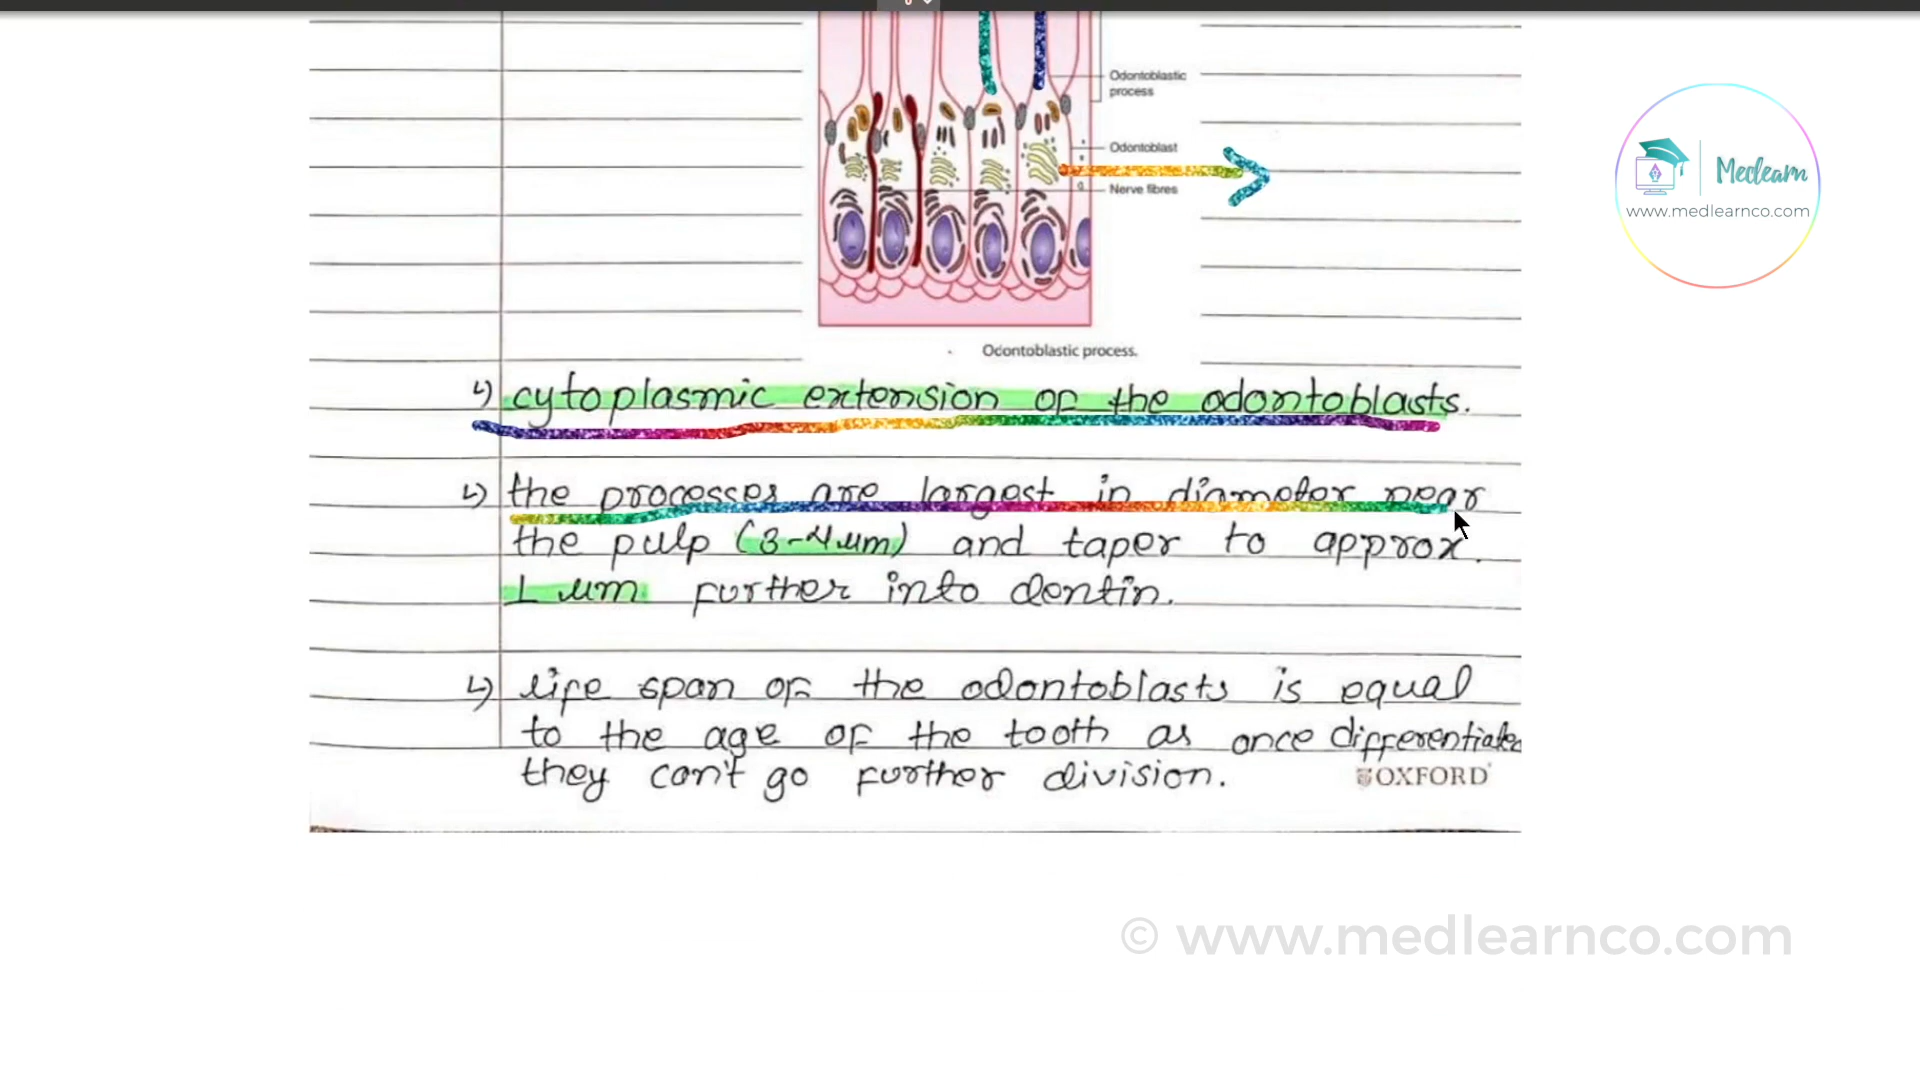 Odontoblastic
process
Odontoblast
Nerve fibres
Medlearn
www.medlearnco.com
Odontoblastic process.
↳) cytoplasmic extension of the odontoblasts.
↳) the processes are largest in diameter near
the pulp (3-4 um) and taper to approx.
1 um further into dentin.
↳) life span of the odontoblasts is equal
to the age of the tooth as once differentiated
they can't go further division.
OXFORD
© www.medlearnco.com